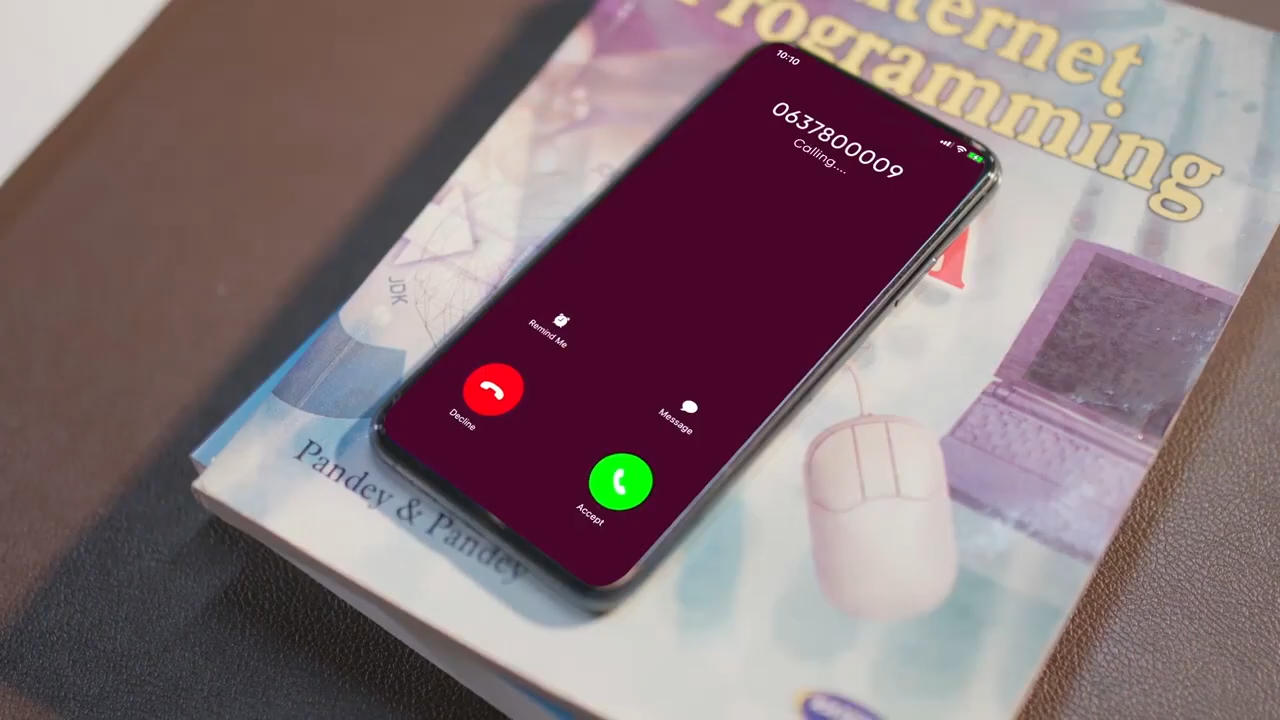 Internet
Programming
10:10
0637800009
Calling....
JDK
Remind Me
Decline
Message
Accept
Pandey & Pandey